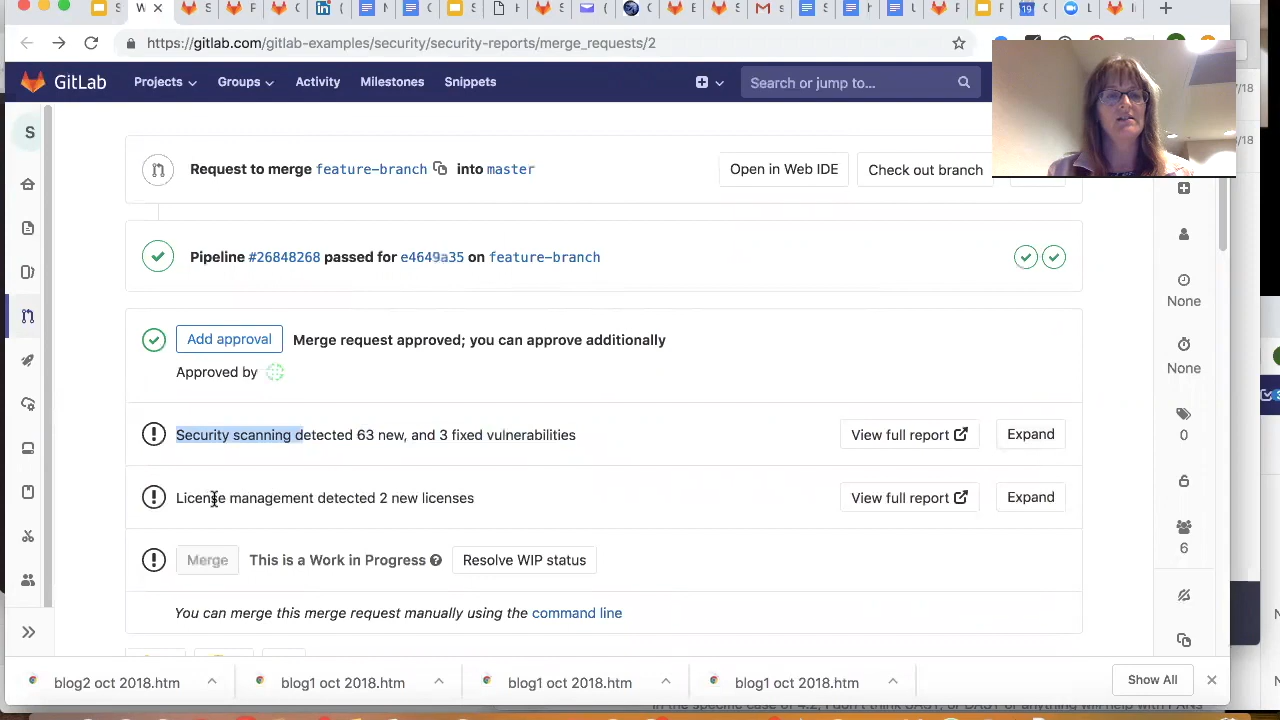 https://gitlab.com/gitlab-examples/security/security-reports/merge_requests/2
GitLab Projects Groups Activity Milestones Snippets Search or jump to...
S
Request to merge feature-branch into master Open in Web IDE Check out branch
Pipeline #26848268 passed for e4649a35 on feature-branch
None
Add approval Merge request approved; you can approve additionally
None
Approved by
Security scanning detected 63 new, and 3 fixed vulnerabilities View full report Expand
0
License management detected 2 new licenses View full report Expand
6
Merge This is a Work in Progress Resolve WIP status
You can merge this merge request manually using the command line
blog2 oct 2018.htm blog1 oct 2018.htm blog1 oct 2018.htm blog1 oct 2018.htm Show All